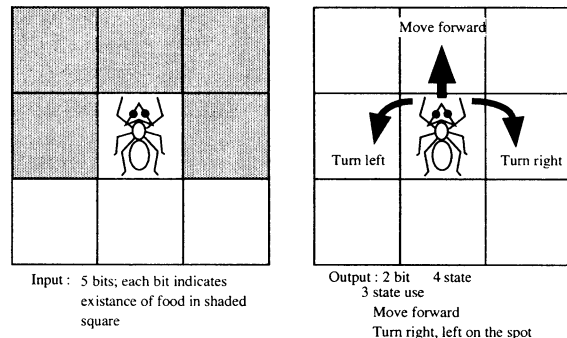 Move forward
Turn left
Turn right
Input : 5 bits; each bit indicates
existance of food in shaded
square
Output : 2 bit 4 state
3 state use
Move forward
Turn right, left on the spot